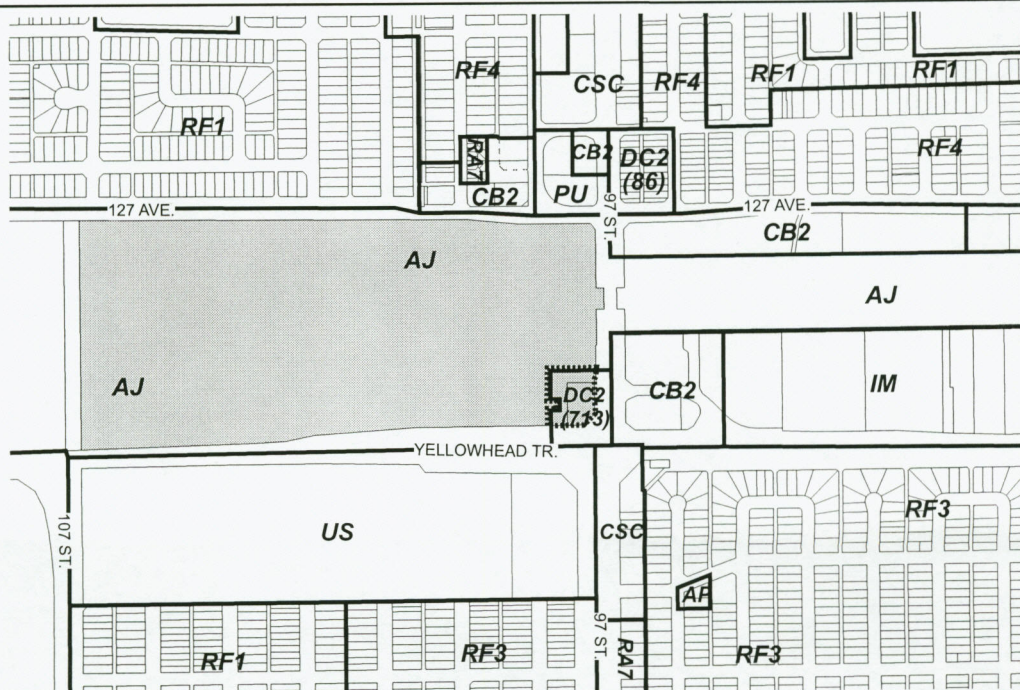 RF4
CSC
RF4
RF1
RF1
RF1
RA7
CB2
DC2
(86)
RF4
CB2
PU
127 AVE.
97 ST.
127 AVE.
CB2
AJ
AJ
AJ
DC2
(713)
CB2
IM
YELLOWHEAD TR.
107 ST.
US
CSC
RF3
AP
97 ST.
RA7
RF1
RF3
RF3